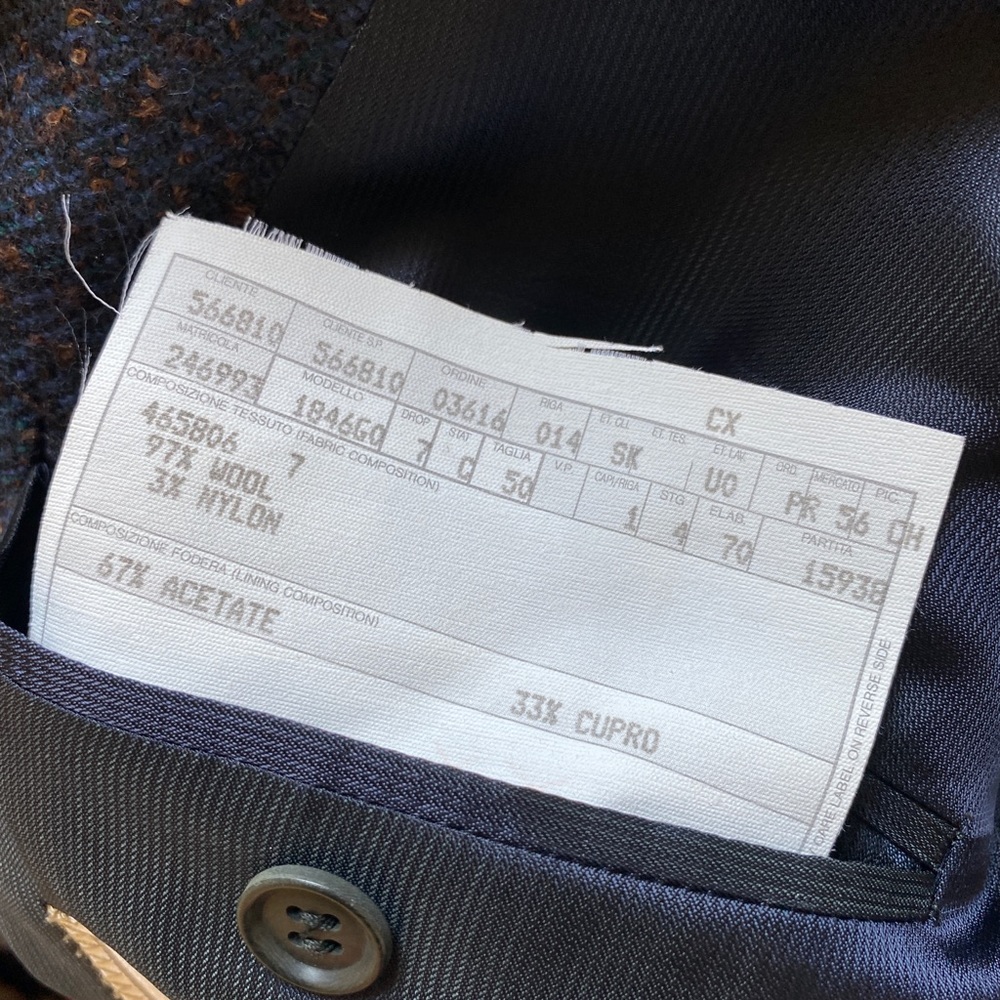 CX
CLIENTE CLIENTE S.P. ORDINE RIGA ET. CLI. ET. TES. ET. LAV. ORD. MERCATO PIC.
566810 566810 03616 014 SK UO PR 56 CH
MATRICOLA MODELLO DROP STAT TAGLIA V.P. CAPI/RIGA STG ELAB. PARTITA
246993 1846G0 7 C 50 1 4 70 15938
COMPOSIZIONE TESSUTO (FABRIC COMPOSITION)
465806 7
97% WOOL
3% NYLON
COMPOSIZIONE FODERA (LINING COMPOSITION)
67% ACETATE 33% CUPRO
CARE LABEL ON REVERSE SIDE